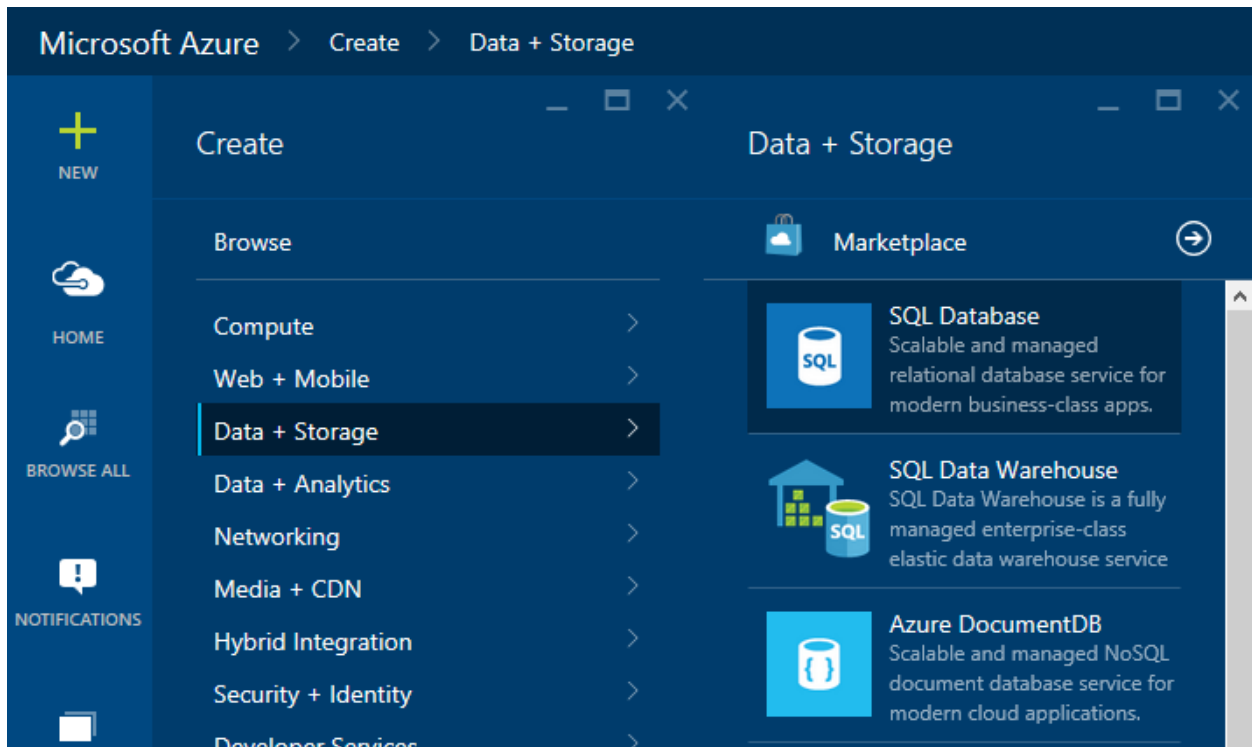 Microsoft Azure > Create > Data + Storage
NEW
HOME
BROWSE ALL
NOTIFICATIONS
Create
Browse
Compute
Web + Mobile
Data + Storage
Data + Analytics
Networking
Media + CDN
Hybrid Integration
Security + Identity
Developer Services
Data + Storage
Marketplace
SQL
SQL Database
Scalable and managed
relational database service for
modern business-class apps.
SQL
SQL Data Warehouse
SQL Data Warehouse is a fully
managed enterprise-class
elastic data warehouse service
{ }
Azure DocumentDB
Scalable and managed NoSQL
document database service for
modern cloud applications.